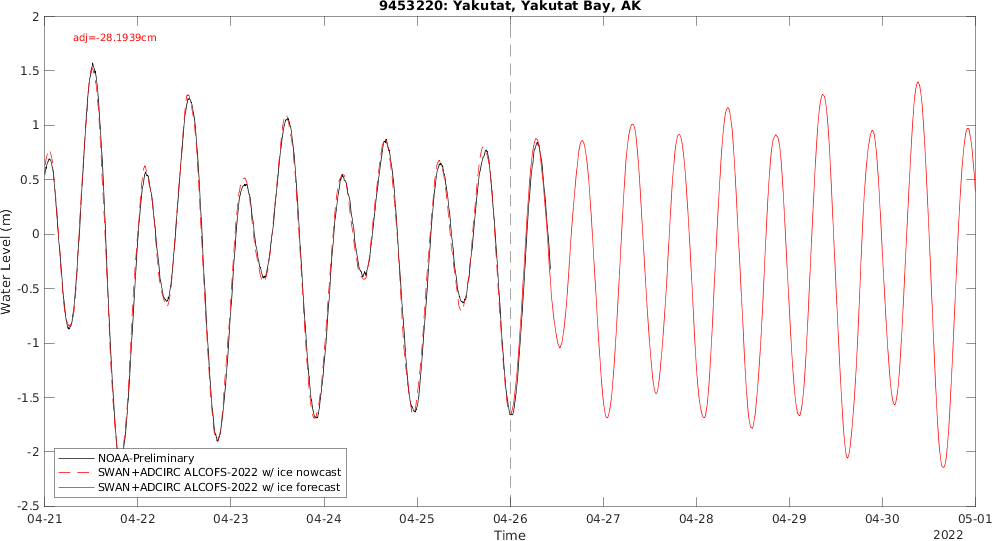 9453220: Yakutat, Yakutat Bay, AK
adj=-28.1939cm
2
1.5
1
0.5
0
-0.5
-1
-1.5
-2
-2.5
Water Level (m)
NOAA-Preliminary
SWAN+ADCIRC ALCOFS-2022 w/ ice nowcast
SWAN+ADCIRC ALCOFS-2022 w/ ice forecast
04-21 04-22 04-23 04-24 04-25 04-26 04-27 04-28 04-29 04-30 05-01
Time
2022